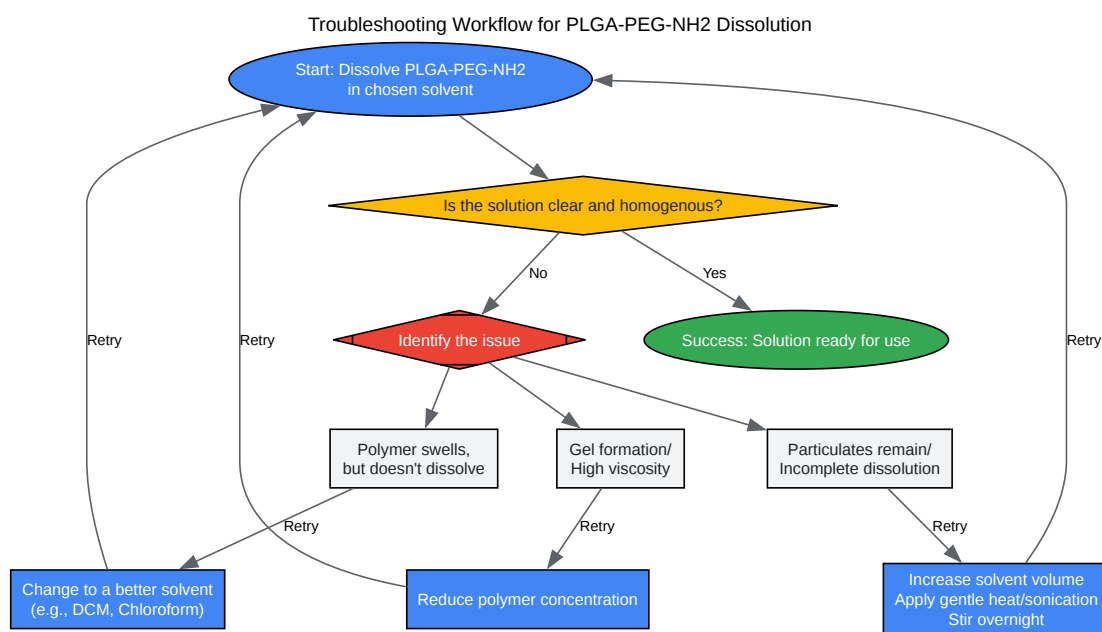 Troubleshooting Workflow for PLGA-PEG-NH2 Dissolution
Start: Dissolve PLGA-PEG-NH2
in chosen solvent
Is the solution clear and homogenous?
No
Yes
Retry
Retry
Identify the issue
Success: Solution ready for use
Retry
Polymer swells,
but doesn't dissolve
Gel formation/
High viscosity
Particulates remain/
Incomplete dissolution
Retry
Retry
Retry
Change to a better solvent
(e.g., DCM, Chloroform)
Reduce polymer concentration
Increase solvent volume
Apply gentle heat/sonication
Stir overnight